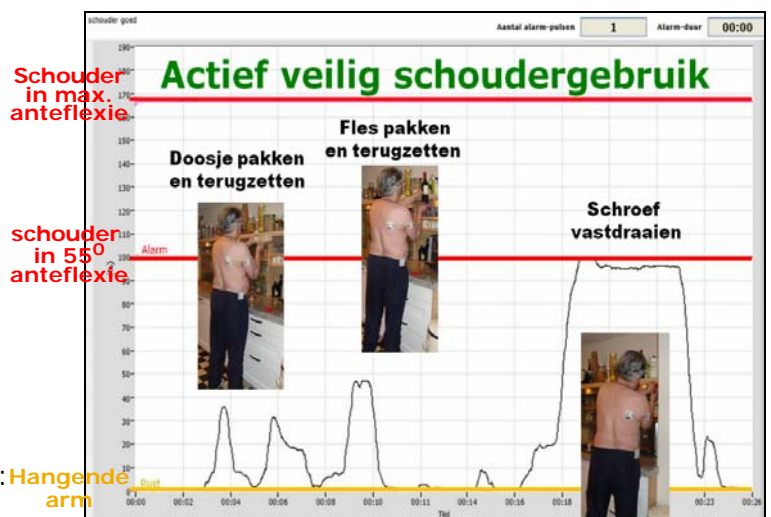 schouder goed
Aantal alarm-pulsen 1 Alarm-duur 00:00
Actief veilig schoudergebruik
Schouder
in max.
anteflexie
Fles pakken
en terugzetten
Doosje pakken
en terugzetten
Schroef
vastdraaien
schouder
in 55⁰
anteflexie
Alarm
: Hangende
arm
Rust
190
180
170
160
150
140
130
120
110
100
90
80
70
60
50
40
30
20
10
0
00:00 00:02 00:04 00:06 00:08 00:10 00:11 00:14 00:16 00:18 00:23 00:26
Tijd